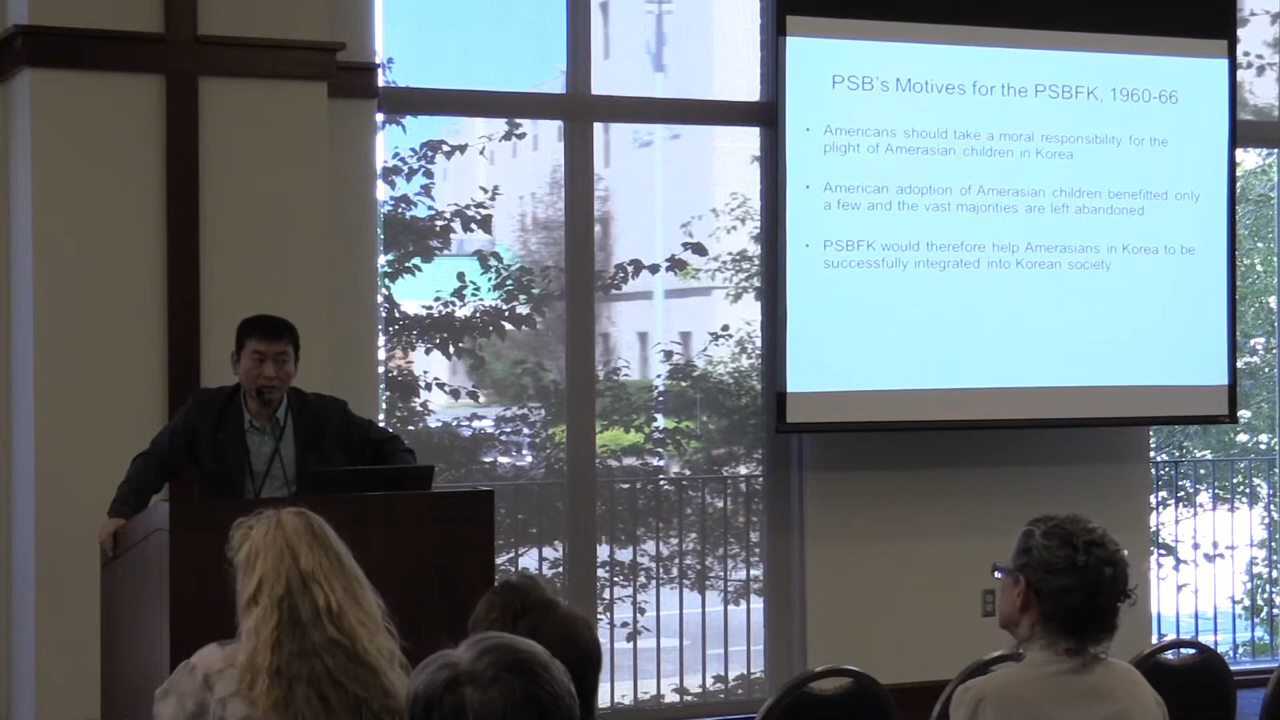 PSB's Motives for the PSBFK, 1960-66
• Americans should take a moral responsibility for the
plight of Amerasian children in Korea
• American adoption of Amerasian children benefitted only
a few and the vast majorities are left abandoned
• PSBFK would therefore help Amerasians in Korea to be
successfully integrated into Korean society